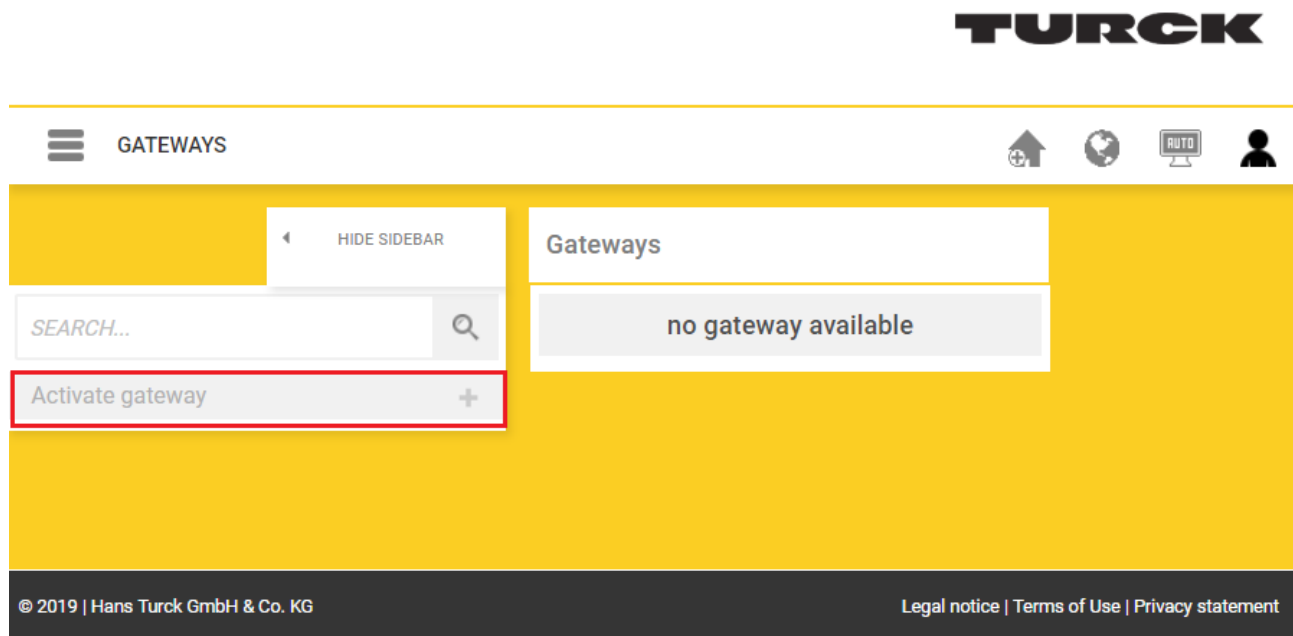 TURCK
GATEWAYS
AUTO
HIDE SIDEBAR
SEARCH...
Activate gateway
Gateways
no gateway available
© 2019 | Hans Turck GmbH & Co. KG
Legal notice | Terms of Use | Privacy statement